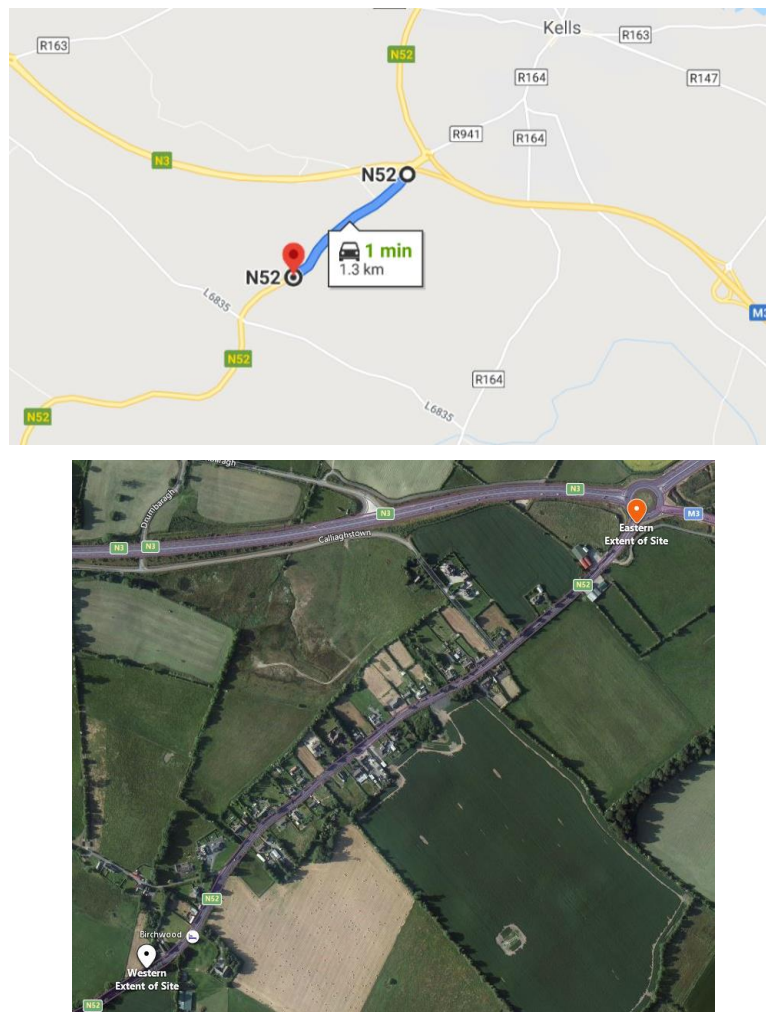 Kells
R163
R163
N52
R164
R147
R941
R164
N3
N52
1 min
1.3 km
N52
L6835
M3
N52
R164
L6835
N52
N3
Drumbaragh
N3
M3
Eastern
Extent of Site
N3
N3
Calliaghstown
N52
N52
Birchwood
Western
Extent of Site
N52